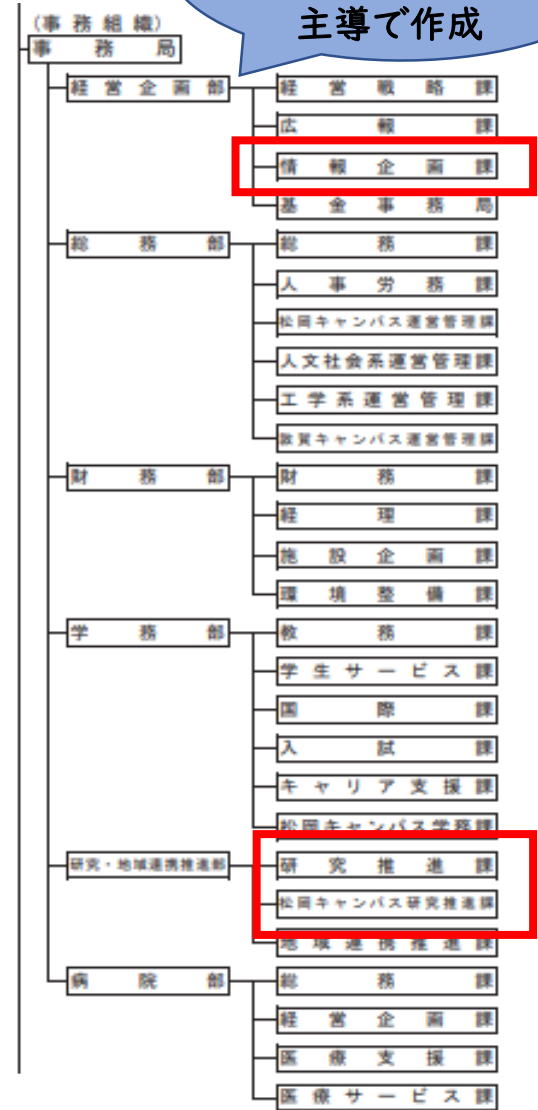 主導で作成
(事務組織)
事務局
経営企画部
経営戦略課
広報課
情報企画課
基金事務局
総務部
総務課
人事労務課
松岡キャンパス運営管理課
人文社会系運営管理課
工学系運営管理課
敦賀キャンパス運営管理課
財務部
財務課
経理課
施設企画課
環境整備課
学務部
教務課
学生サービス課
国際課
入試課
キャリア支援課
松岡キャンパス学務課
研究・地域連携推進部
研究推進課
松岡キャンパス研究推進課
地域連携推進課
病院部
総務課
経営企画課
医療支援課
医療サービス課